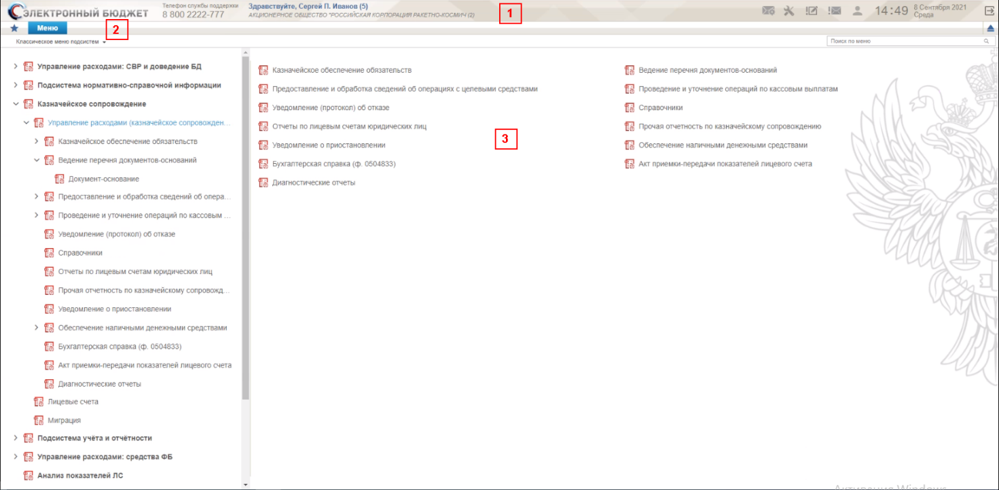 ЭЛЕКТРОННЫЙ БЮДЖЕТ
Телефон службы поддержки
8 800 2222-777
Здравствуйте, Сергей П. Иванов (5)
АКЦИОНЕРНОЕ ОБЩЕСТВО "РОССИЙСКАЯ КОРПОРАЦИЯ РАКЕТНО-КОСМИЧ (2)
1
14:49
8 Сентября 2021
Среда
Меню
2
Классическое меню подсистем
Поиск по меню
Управление расходами: СВР и доведение БД
Подсистема нормативно-справочной информации
Казначейское сопровождение
Управление расходами (казначейское сопровожден...
Казначейское обеспечение обязательств
Ведение перечня документов-оснований
Документ-основание
Предоставление и обработка сведений об опера...
Проведение и уточнение операций по кассовым ...
Уведомление (протокол) об отказе
Справочники
Отчеты по лицевым счетам юридических лиц
Прочая отчетность по казначейскому сопровожд...
Уведомление о приостановлении
Обеспечение наличными денежными средствами
Бухгалтерская справка (ф. 0504833)
Акт приемки-передачи показателей лицевого счета
Диагностические отчеты
Лицевые счета
Миграция
Подсистема учёта и отчётности
Управление расходами: средства ФБ
Анализ показателей ЛС
Казначейское обеспечение обязательств
Предоставление и обработка сведений об операциях с целевыми средствами
Уведомление (протокол) об отказе
Отчеты по лицевым счетам юридических лиц
Уведомление о приостановлении
Бухгалтерская справка (ф. 0504833)
Диагностические отчеты
3
Ведение перечня документов-оснований
Проведение и уточнение операций по кассовым выплатам
Справочники
Прочая отчетность по казначейскому сопровождению
Обеспечение наличными денежными средствами
Акт приемки-передачи показателей лицевого счета
Активация Windows